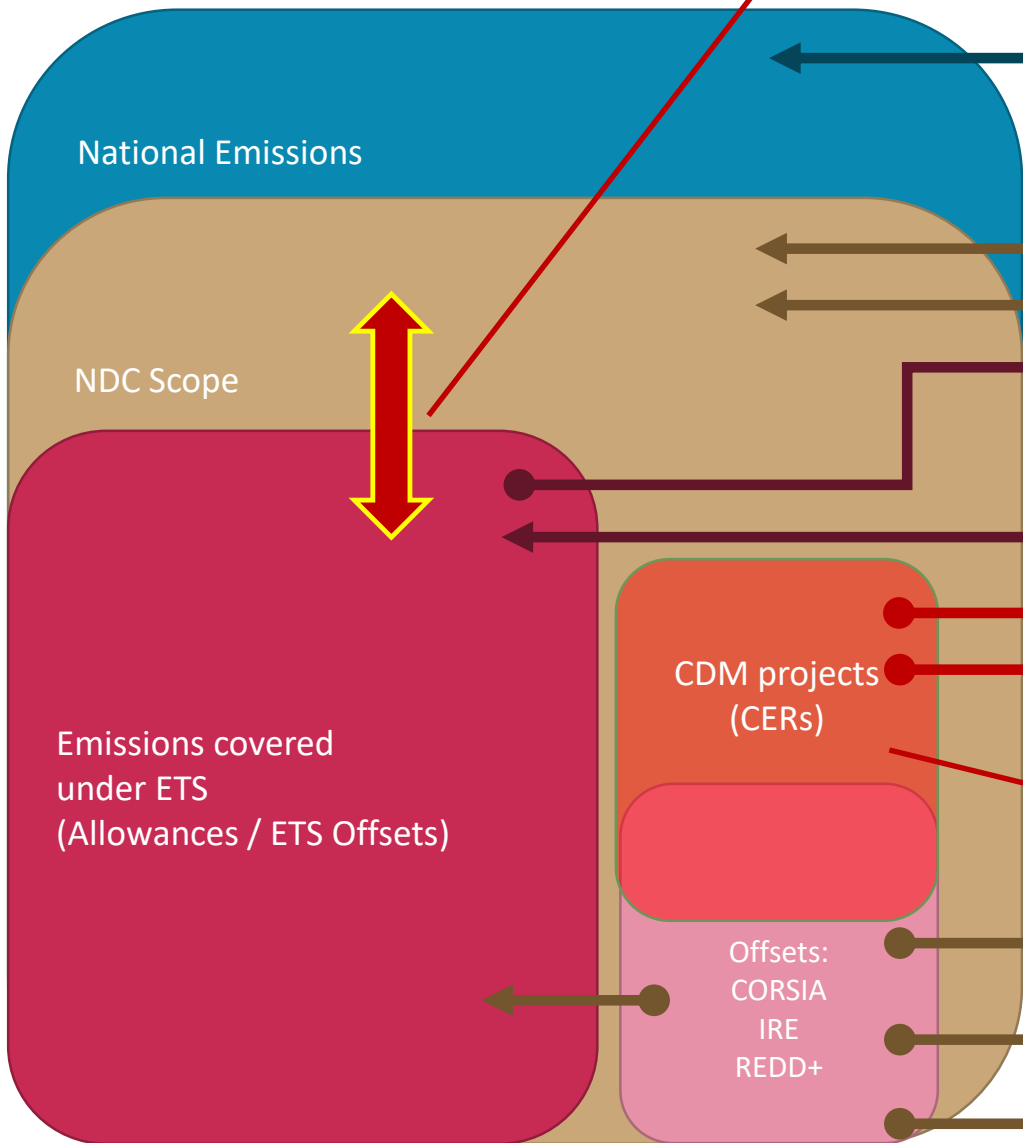 National Emissions
NDC Scope
CDM projects
(CERs)
Emissions covered
under ETS
(Allowances / ETS Offsets)
Offsets:
CORSIA
IRE
REDD+